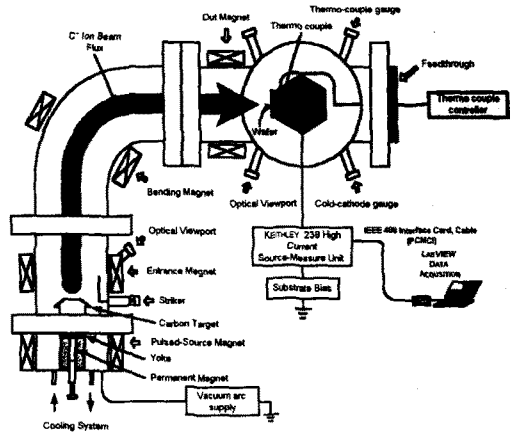 Thermo-couple gauge
Out Magnet
Thermo couple
C⁻ Ion Beam
Flux
Feedthrough
Thermo couple
controller
Wafer
Bending Magnet
Optical Viewport
Cold-cathode gauge
Optical Viewport
KEITHLEY 238 High
Current
Source-Measure Unit
IEEE 488 Interface Card, Cable
(PCMCI)
LABVIEW
DATA
ACQUISITION
Entrance Magnet
Substrate Bias
Striker
Carbon Target
Pulsed-Source Magnet
Yoke
Permanent Magnet
Vacuum arc
supply
Cooling System